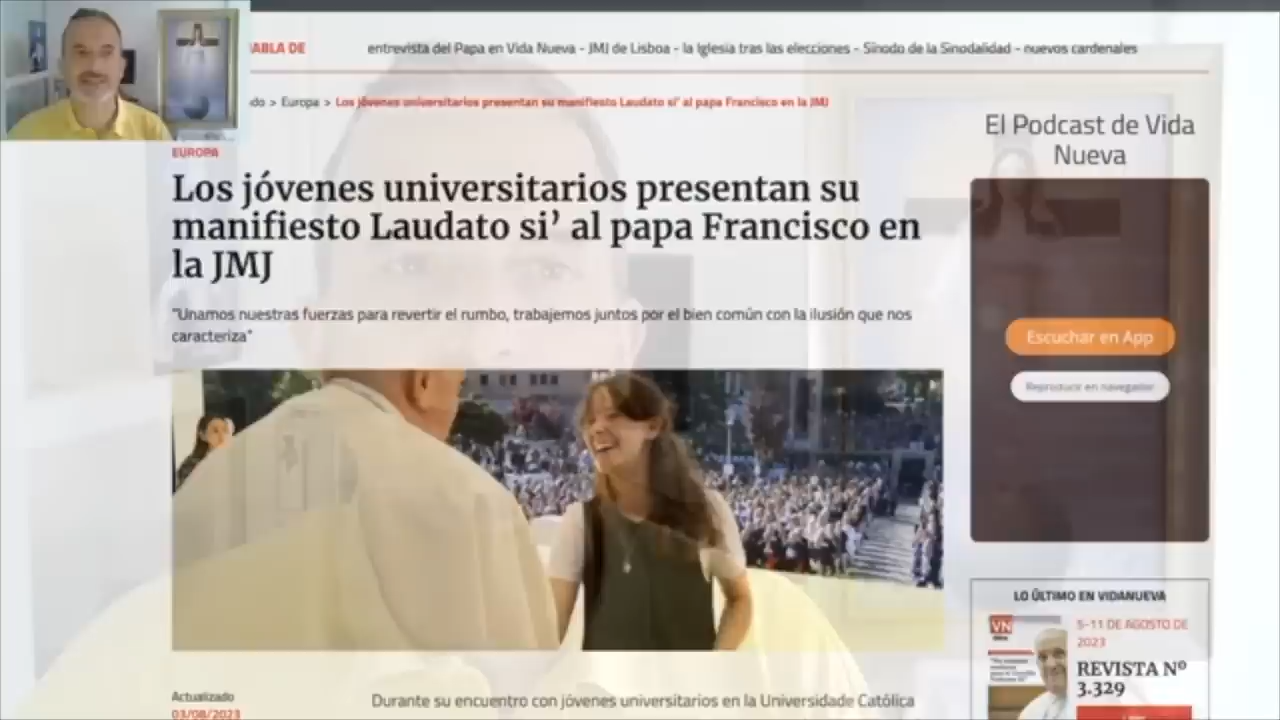 ABLA DE
entrevista del Papa en Vida Nueva - JMJ de Lisboa - la Iglesia tras las elecciones - Sínodo de la Sinodalidad - nuevos cardenales
do > Europa > Los jóvenes universitarios presentan su manifiesto Laudato si' al papa Francisco en la JMJ
EUROPA
Los jóvenes universitarios presentan su
manifiesto Laudato si’ al papa Francisco en
la JMJ
"Unamos nuestras fuerzas para revertir el rumbo, trabajemos juntos por el bien común con la ilusión que nos
caracteriza"
El Podcast de Vida
Nueva
Escuchar en App
Reproducir en navegador
LO ÚLTIMO EN VIDANUEVA
VN
5-11 DE AGOSTO DE
2023
REVISTA Nº
3.329
Actualizado
03/08/2023
Durante su encuentro con jóvenes universitarios en la Universidade Católica